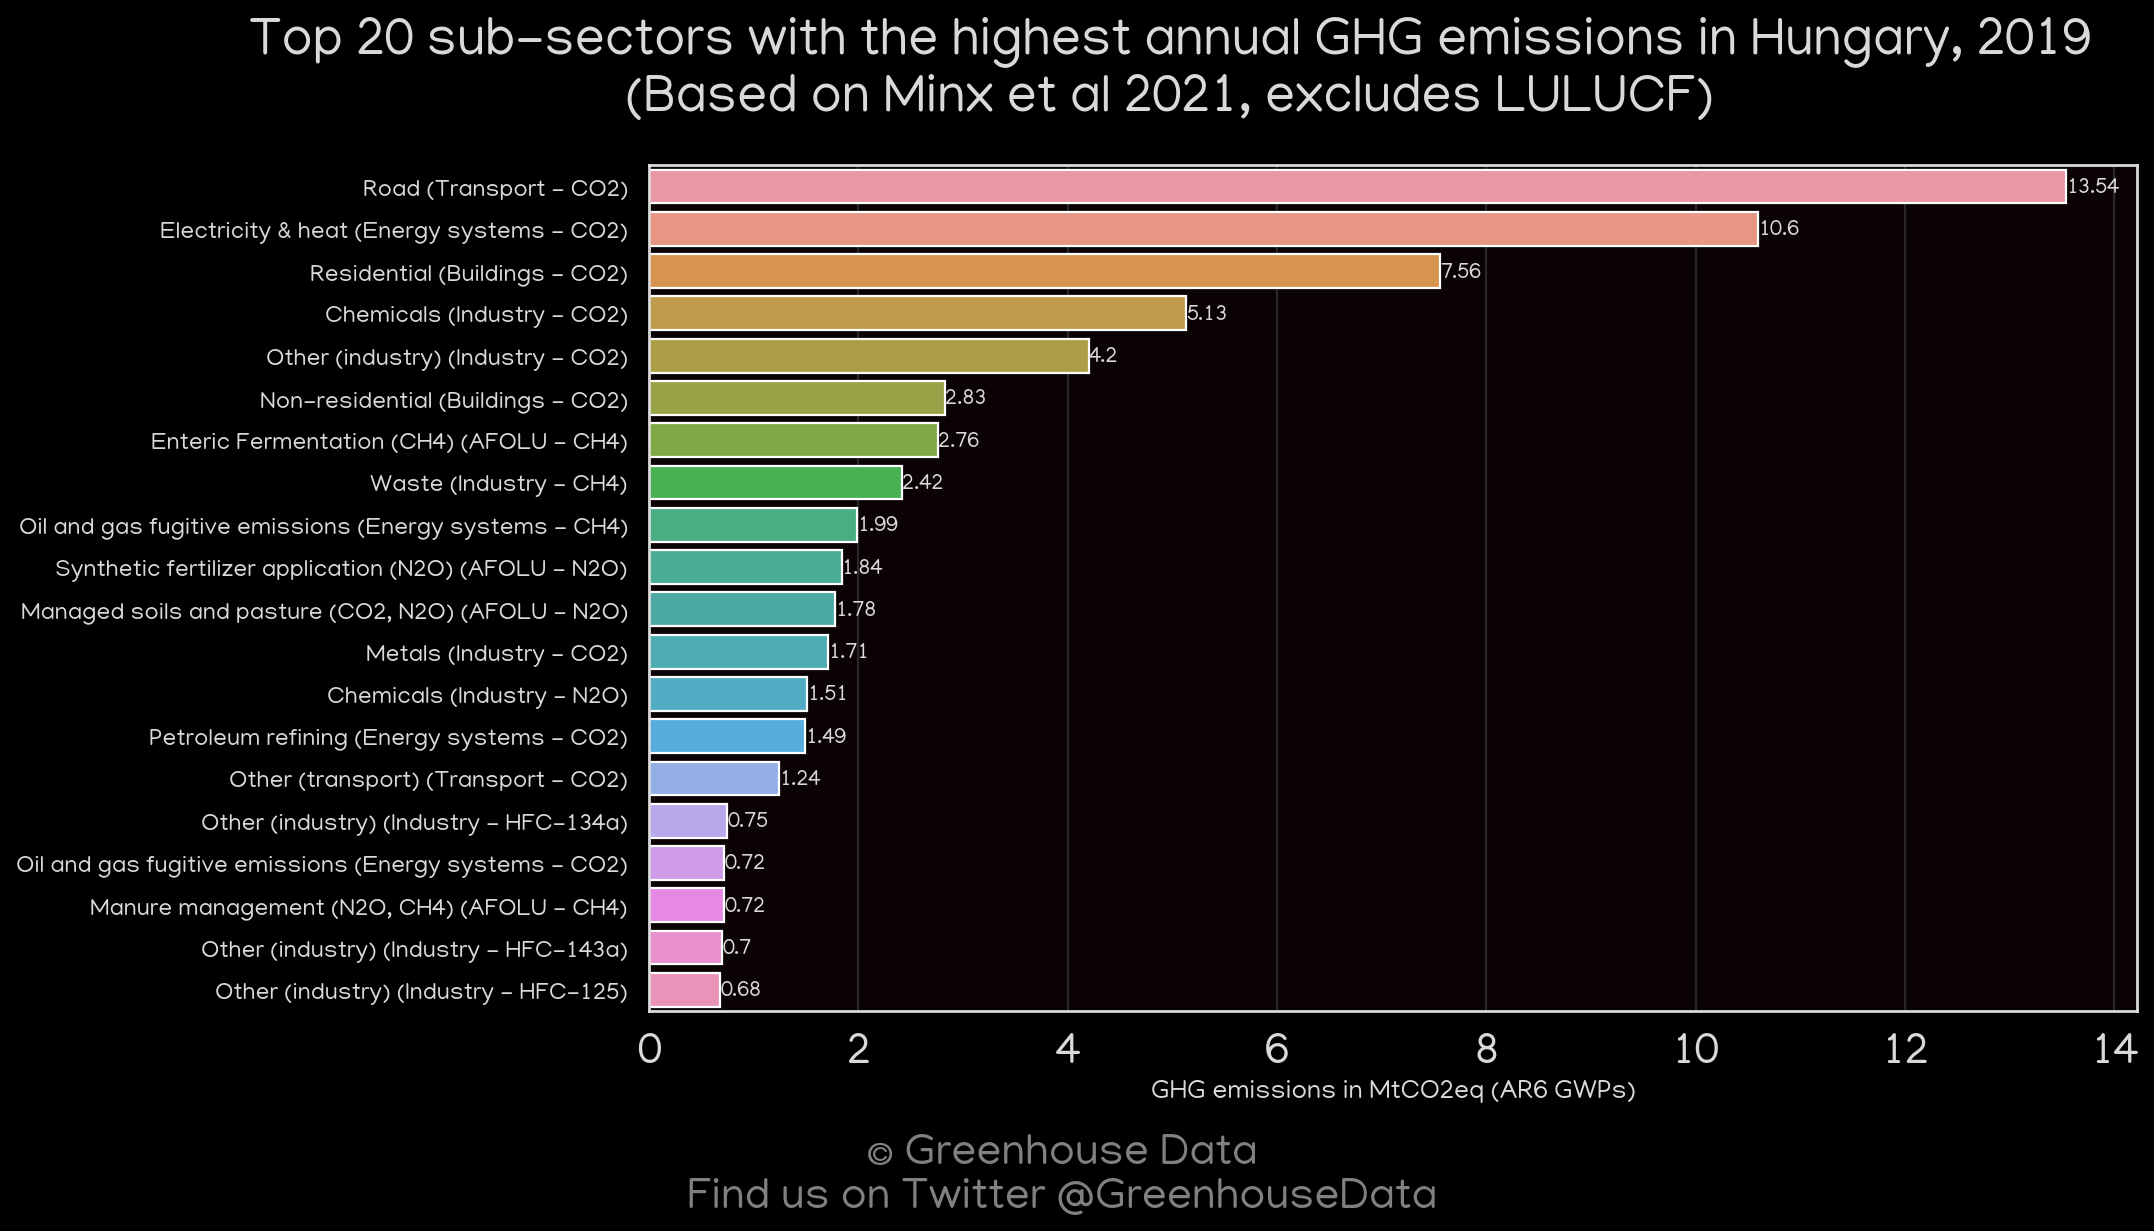 Top 20 sub-sectors with the highest annual GHG emissions in Hungary, 2019
(Based on Minx et al 2021, excludes LULUCF)
Road (Transport - CO2) 13.54
Electricity & heat (Energy systems - CO2) 10.6
Residential (Buildings - CO2) 7.56
Chemicals (Industry - CO2) 5.13
Other (industry) (Industry - CO2) 4.2
Non-residential (Buildings - CO2) 2.83
Enteric Fermentation (CH4) (AFOLU - CH4) 2.76
Waste (Industry - CH4) 2.42
Oil and gas fugitive emissions (Energy systems - CH4) 1.99
Synthetic fertilizer application (N2O) (AFOLU - N2O) 1.84
Managed soils and pasture (CO2, N2O) (AFOLU - N2O) 1.78
Metals (Industry - CO2) 1.71
Chemicals (Industry - N2O) 1.51
Petroleum refining (Energy systems - CO2) 1.49
Other (transport) (Transport - CO2) 1.24
Other (industry) (Industry - HFC-134a) 0.75
Oil and gas fugitive emissions (Energy systems - CO2) 0.72
Manure management (N2O, CH4) (AFOLU - CH4) 0.72
Other (industry) (Industry - HFC-143a) 0.7
Other (industry) (Industry - HFC-125) 0.68
0 2 4 6 8 10 12 14
GHG emissions in MtCO2eq (AR6 GWPs)
© Greenhouse Data
Find us on Twitter @GreenhouseData